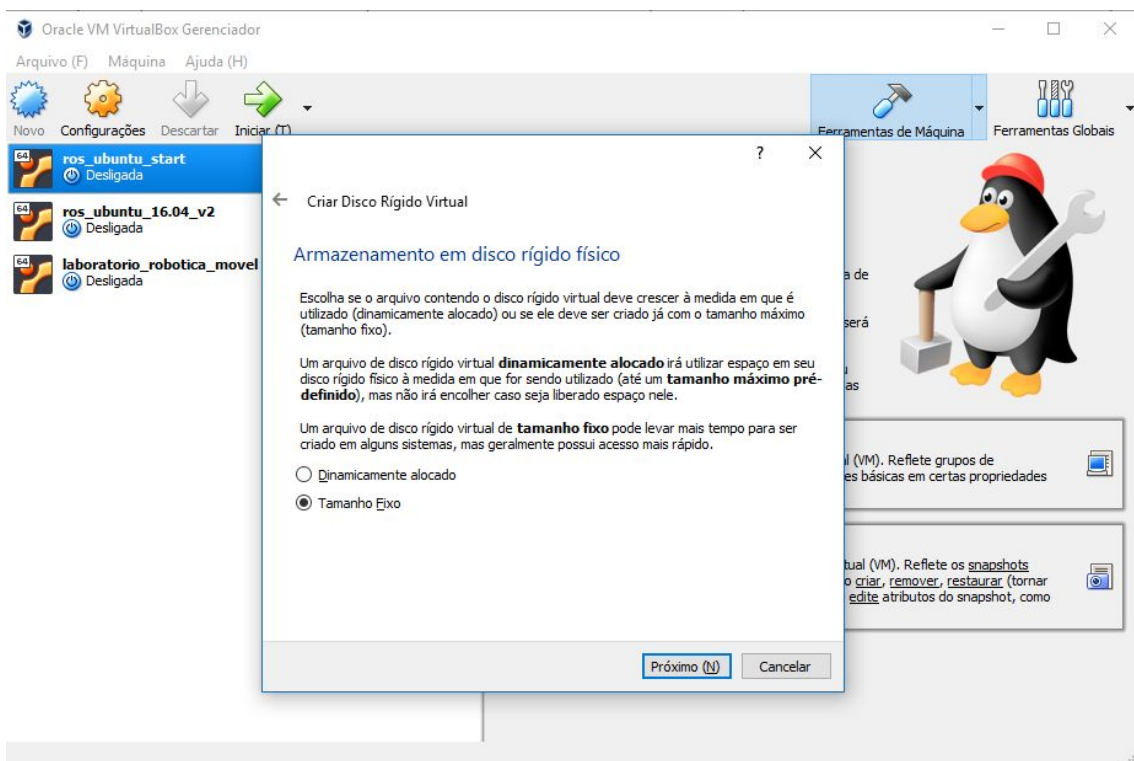 Oracle VM VirtualBox Gerenciador
Arquivo (F) Máquina Ajuda (H)
Novo Configurações Descartar Iniciar (T)
Ferramentas de Máquina Ferramentas Globais
64 ros_ubuntu_start
Desligada
64 ros_ubuntu_16.04_v2
Desligada
64 laboratorio_robotica_movel
Desligada
?
Criar Disco Rígido Virtual
Armazenamento em disco rígido físico
Escolha se o arquivo contendo o disco rígido virtual deve crescer à medida em que é
utilizado (dinamicamente alocado) ou se ele deve ser criado já com o tamanho máximo
(tamanho fixo).
Um arquivo de disco rígido virtual dinamicamente alocado irá utilizar espaço em seu
disco rígido físico à medida em que for sendo utilizado (até um tamanho máximo pré-
definido), mas não irá encolher caso seja liberado espaço nele.
Um arquivo de disco rígido virtual de tamanho fixo pode levar mais tempo para ser
criado em alguns sistemas, mas geralmente possui acesso mais rápido.
Dinamicamente alocado
Tamanho Fixo
Próximo (N) Cancelar
a de
será
as
(VM). Reflete grupos de
es básicas em certas propriedades
tual (VM). Reflete os snapshots
o criar, remover, restaurar (tornar
edite atributos do snapshot, como